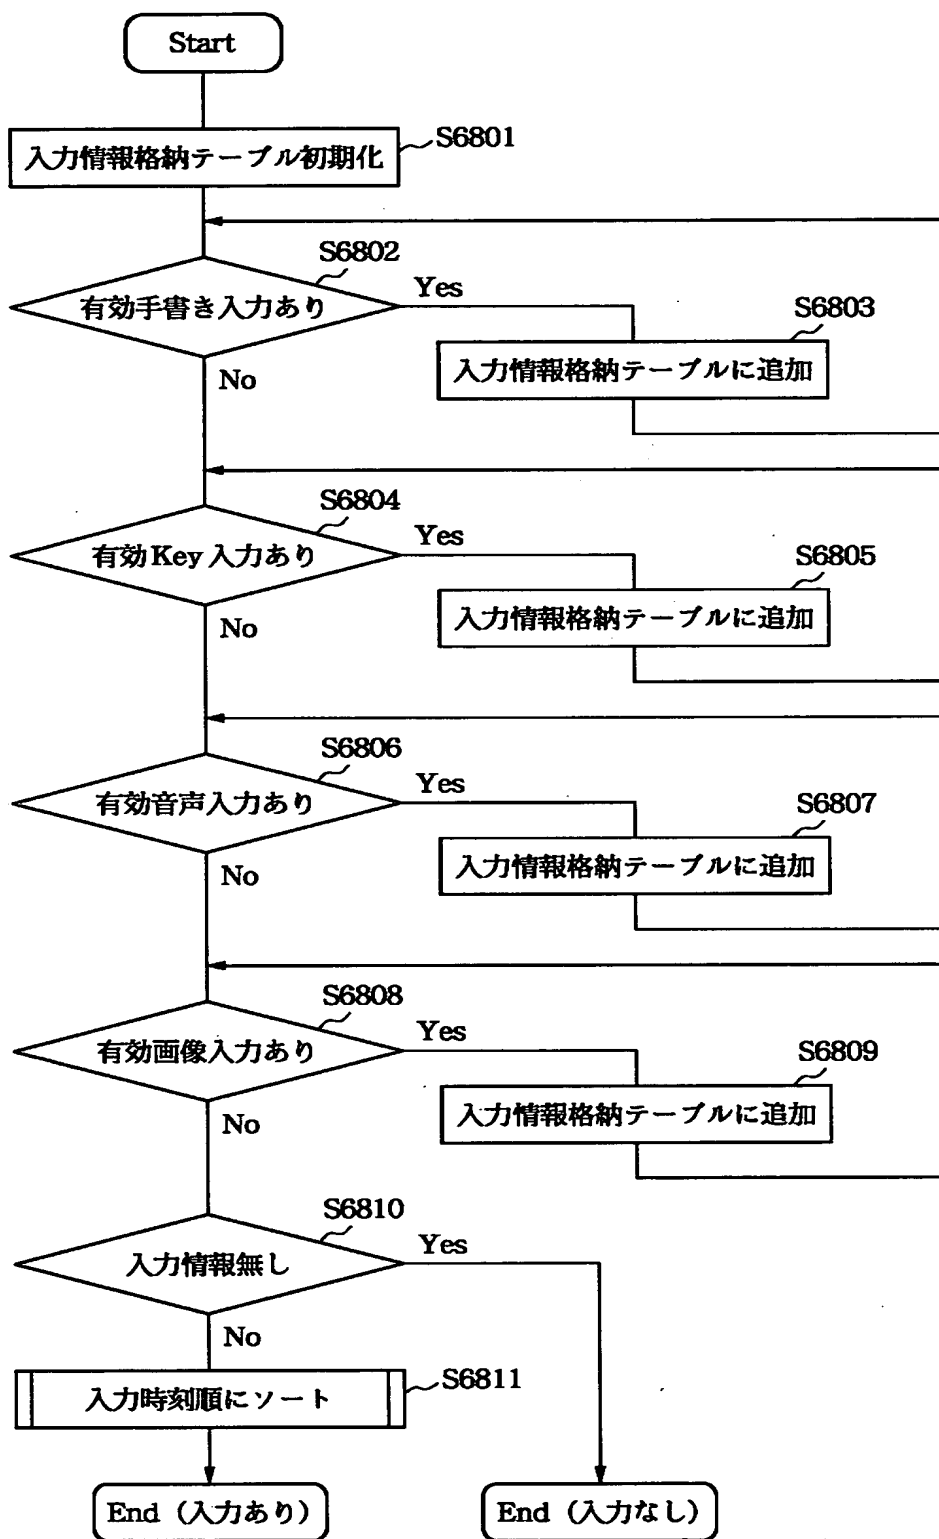 Start
S6801
入力情報格納テーブル初期化
S6802
有効手書き入力あり
Yes
S6803
入力情報格納テーブルに追加
No
S6804
有効Key入力あり
Yes
S6805
入力情報格納テーブルに追加
No
S6806
有効音声入力あり
Yes
S6807
入力情報格納テーブルに追加
No
S6808
有効画像入力あり
Yes
S6809
入力情報格納テーブルに追加
No
S6810
入力情報無し
Yes
No
S6811
入力時刻順にソート
End（入力あり）
End（入力なし）